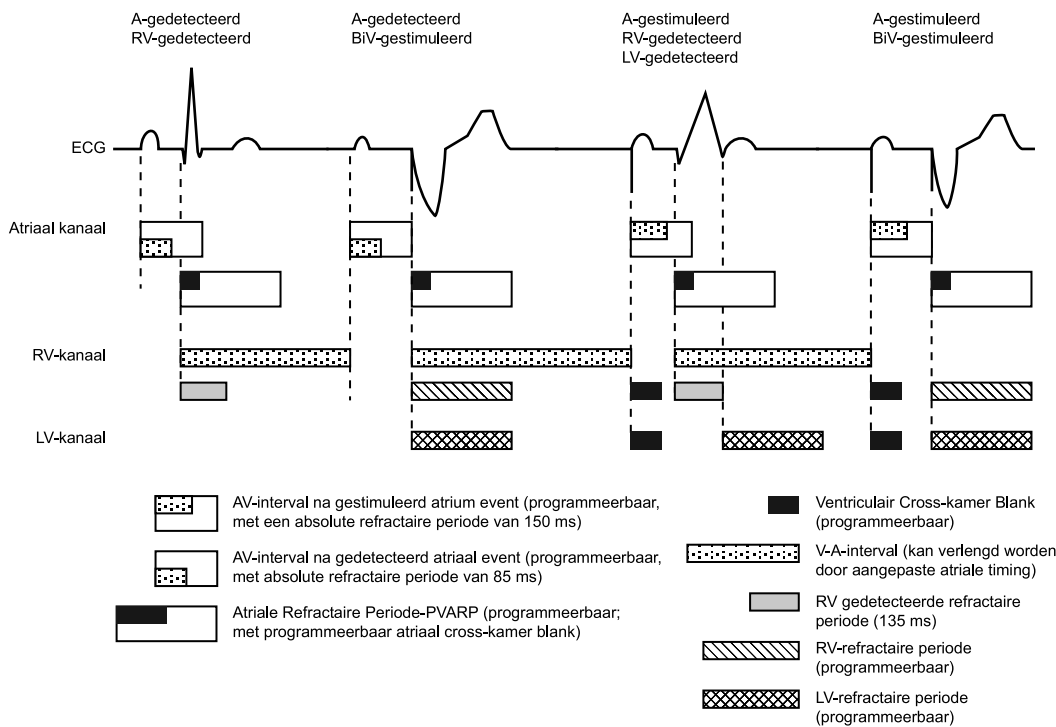 A-gedetecteerd
RV-gedetecteerd
A-gedetecteerd
BiV-gestimuleerd
A-gestimuleerd
RV-gedetecteerd
LV-gedetecteerd
A-gestimuleerd
BiV-gestimuleerd
ECG
Atriaal kanaal
RV-kanaal
LV-kanaal
AV-interval na gestimuleerd atrium event (programmeerbaar,
met een absolute refractaire periode van 150 ms)
AV-interval na gedetecteerd atriaal event (programmeerbaar,
met absolute refractaire periode van 85 ms)
Atriale Refractaire Periode-PVARP (programmeerbaar;
met programmeerbaar atriaal cross-kamer blank)
Ventriculair Cross-kamer Blank
(programmeerbaar)
V-A-interval (kan verlengd worden
door aangepaste atriale timing)
RV gedetecteerde refractaire
periode (135 ms)
RV-refractaire periode
(programmeerbaar)
LV-refractaire periode
(programmeerbaar)